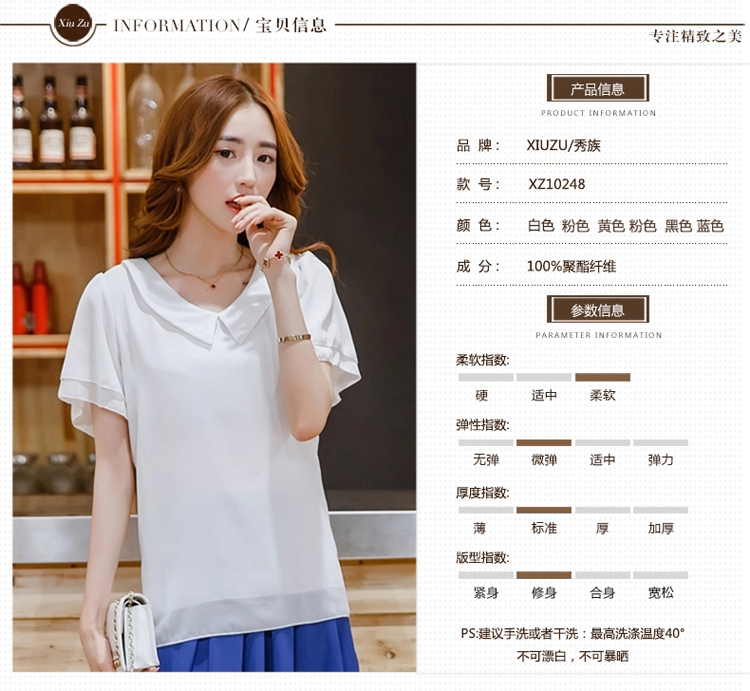 Xiu Zu
INFORMATION/ 宝贝信息
专注精致之美
产品信息
PRODUCT INFORMATION
品 牌： XIUZU/秀族
款 号： XZ10248
颜 色： 白色 粉色 黄色 粉色 黑色 蓝色
成 分： 100%聚酯纤维
参数信息
PARAMETER INFORMATION
柔软指数:
硬 适中 柔软
弹性指数:
无弹 微弹 适中 弹力
厚度指数:
薄 标准 厚 加厚
版型指数:
紧身 修身 合身 宽松
PS:建议手洗或者干洗：最高洗涤温度40°
不可漂白，不可暴晒